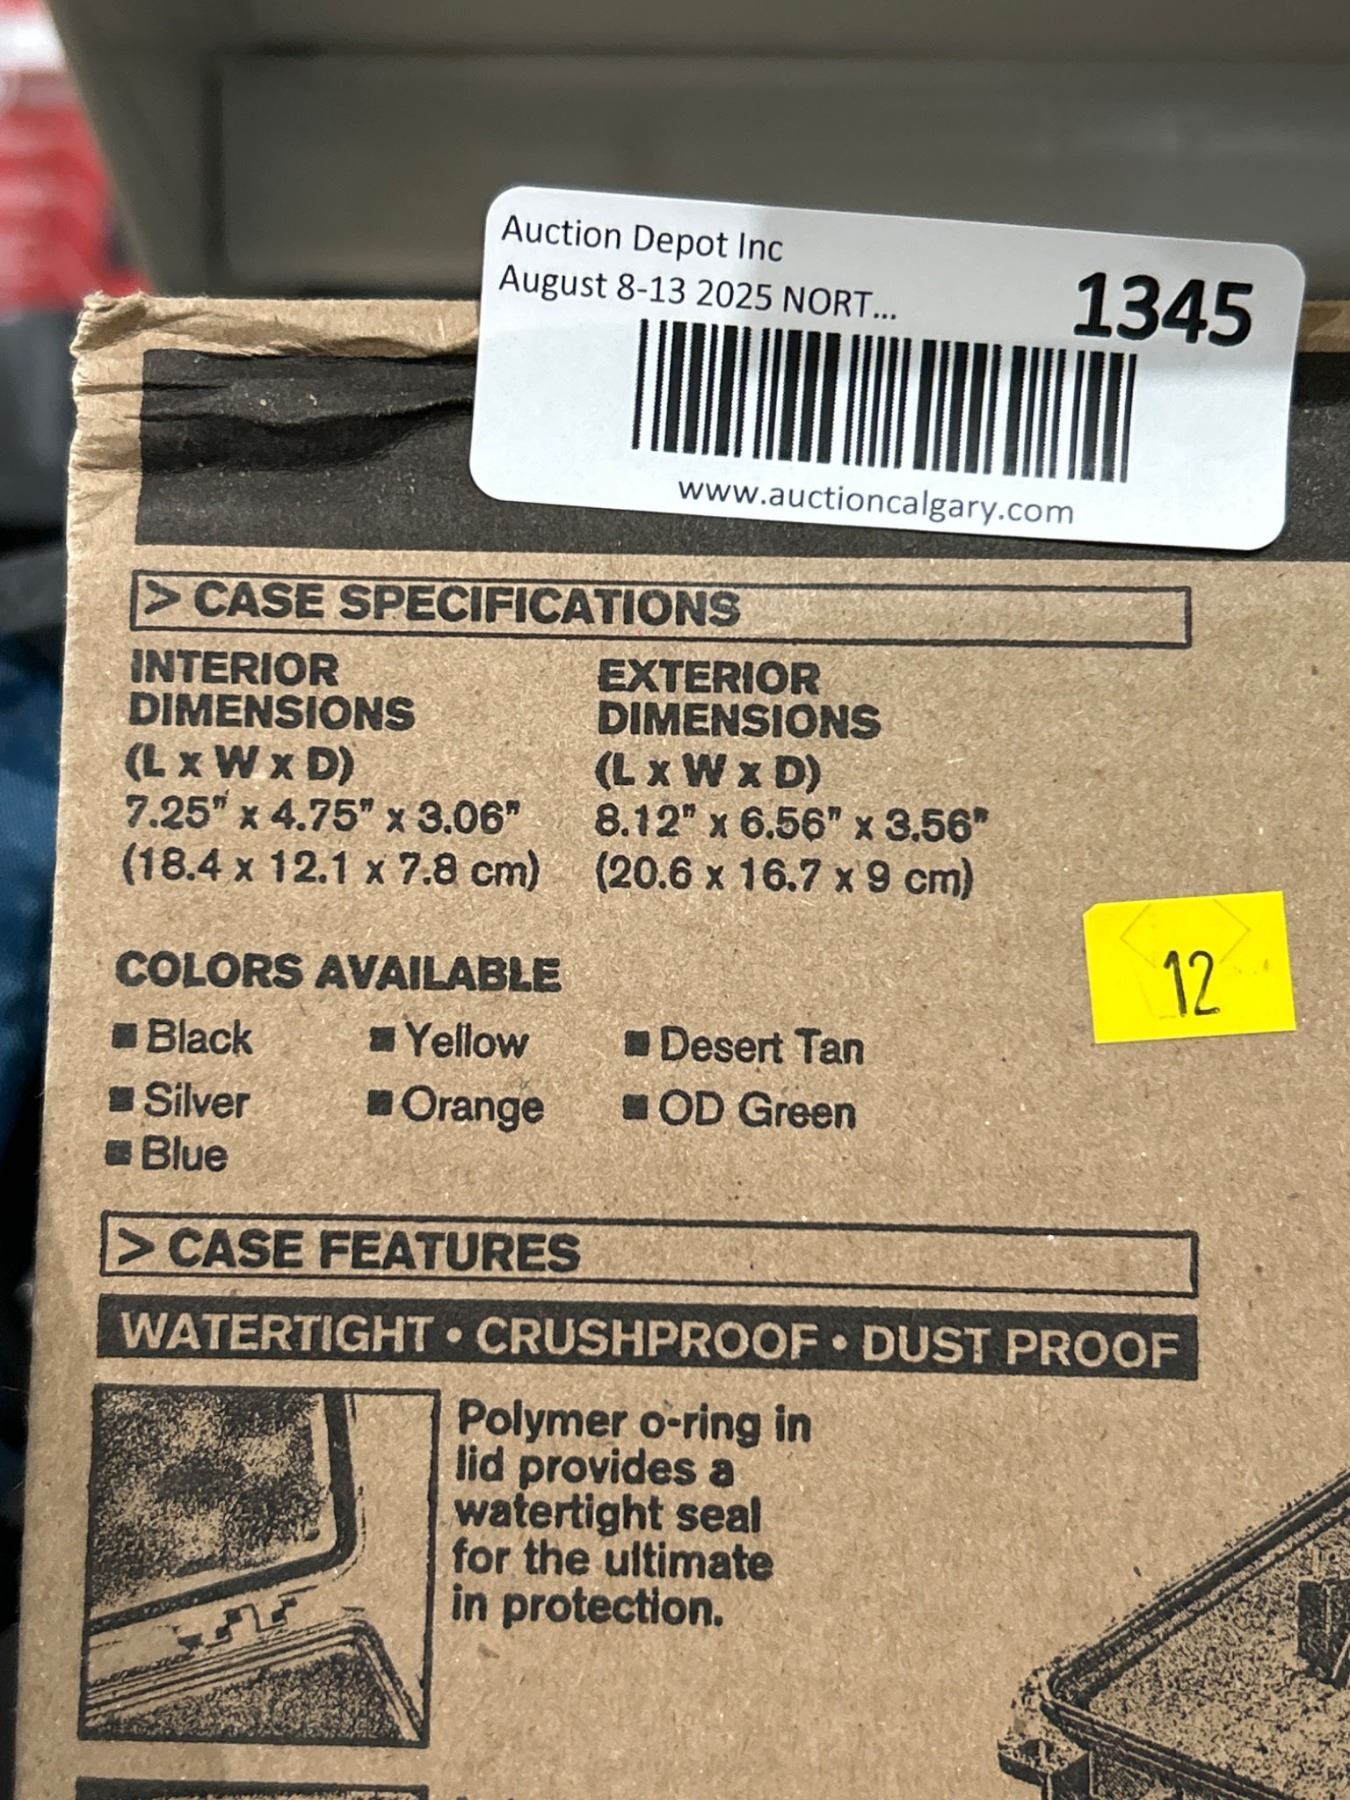 Auction Depot Inc
August 8-13 2025 NORT...
1345
www.auctioncalgary.com
> CASE SPECIFICATIONS
INTERIOR
DIMENSIONS
(L x W x D)
7.25" x 4.75" x 3.06"
(18.4 x 12.1 x 7.8 cm)
EXTERIOR
DIMENSIONS
(L x W x D)
8.12" x 6.56" x 3.56"
(20.6 x 16.7 x 9 cm)
12
COLORS AVAILABLE
■ Black
■ Yellow
■ Desert Tan
■ Silver
■ Orange
■ OD Green
■ Blue
> CASE FEATURES
WATERTIGHT • CRUSHPROOF • DUST PROOF
Polymer o-ring in
lid provides a
watertight seal
for the ultimate
in protection.